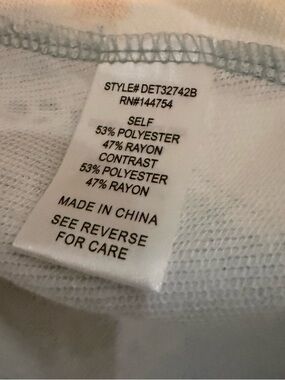 STYLE# DET32742B
RN#144754
SELF
53% POLYESTER
47% RAYON
CONTRAST
53% POLYESTER
47% RAYON
MADE IN CHINA
SEE REVERSE
FOR CARE